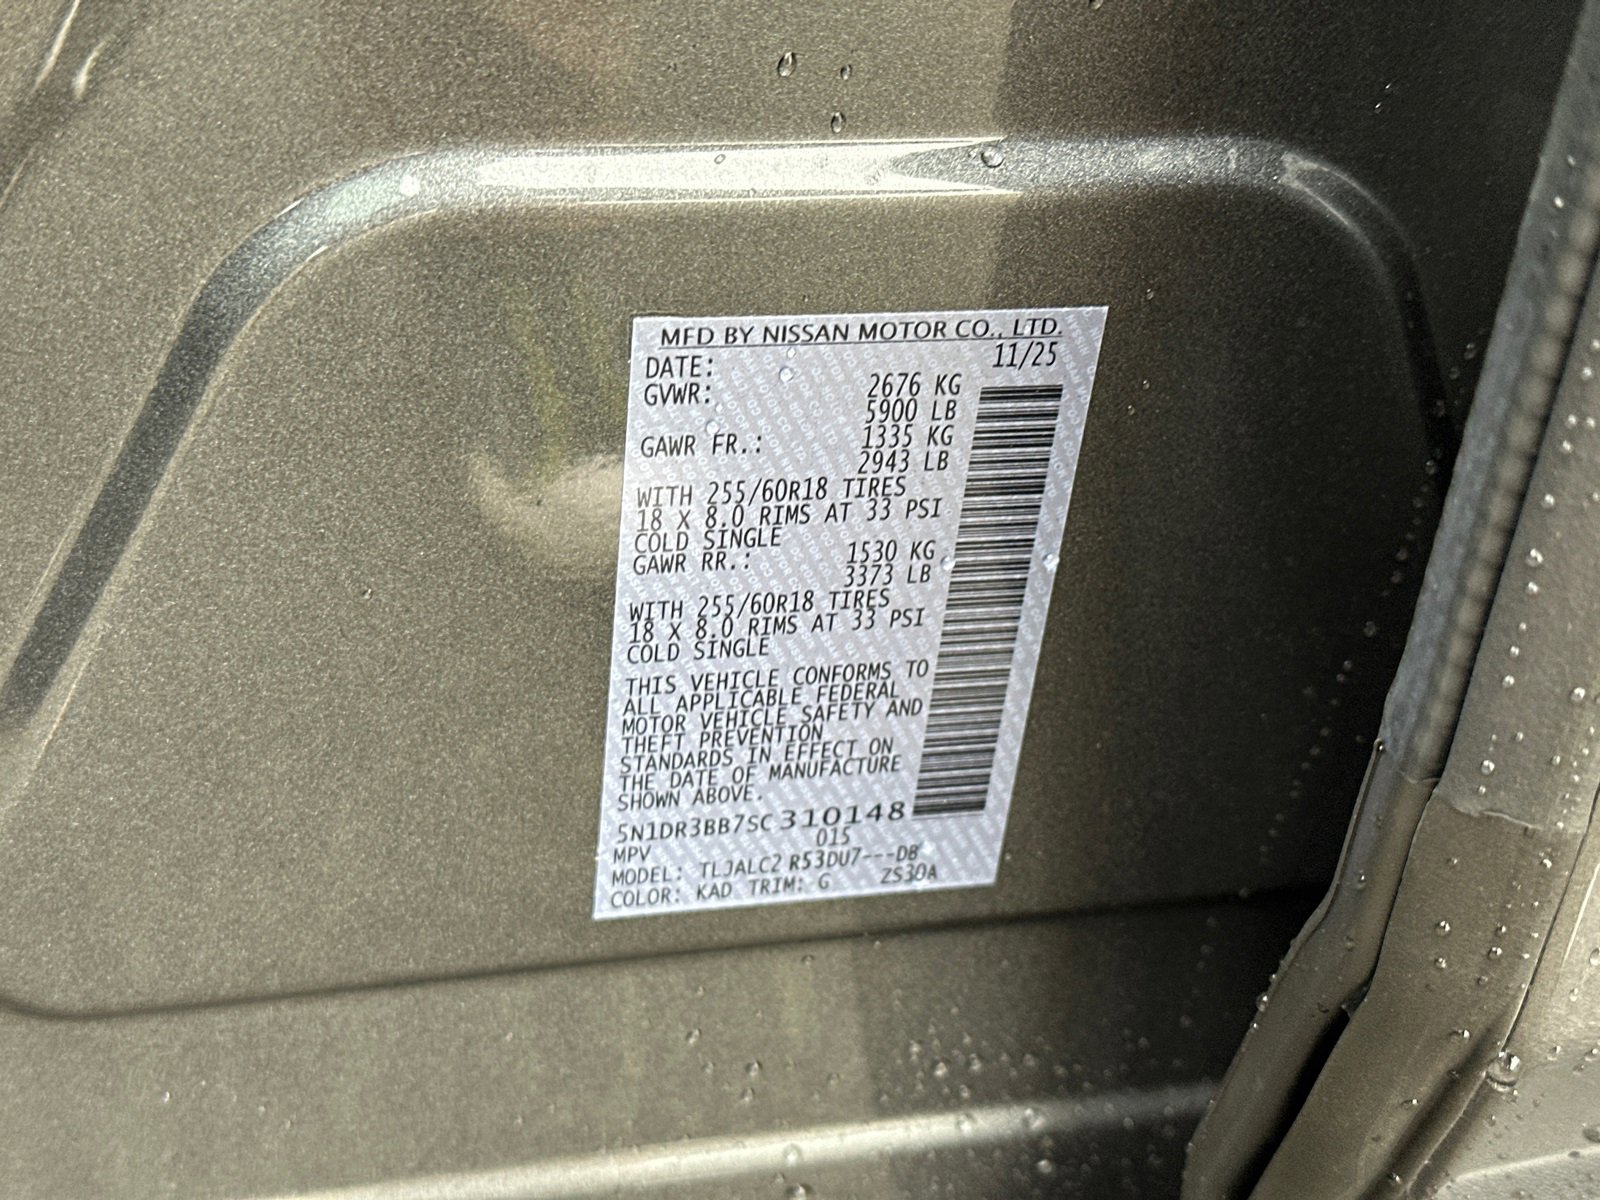 MFD BY NISSAN MOTOR CO., LTD.
DATE: 11/25
GVWR: 2676 KG
5900 LB
GAWR FR.: 1335 KG
2943 LB
WITH 255/60R18 TIRES
18 X 8.0 RIMS AT 33 PSI
COLD SINGLE
GAWR RR.: 1530 KG
3373 LB
WITH 255/60R18 TIRES
18 X 8.0 RIMS AT 33 PSI
COLD SINGLE
THIS VEHICLE CONFORMS TO
ALL APPLICABLE FEDERAL
MOTOR VEHICLE SAFETY AND
THEFT PREVENTION
STANDARDS IN EFFECT ON
THE DATE OF MANUFACTURE
SHOWN ABOVE.
5N1DR3BB7SC310148
MPV 015
MODEL: TLJALC2 R53DU7---DB
COLOR: KAD TRIM: G ZS30A